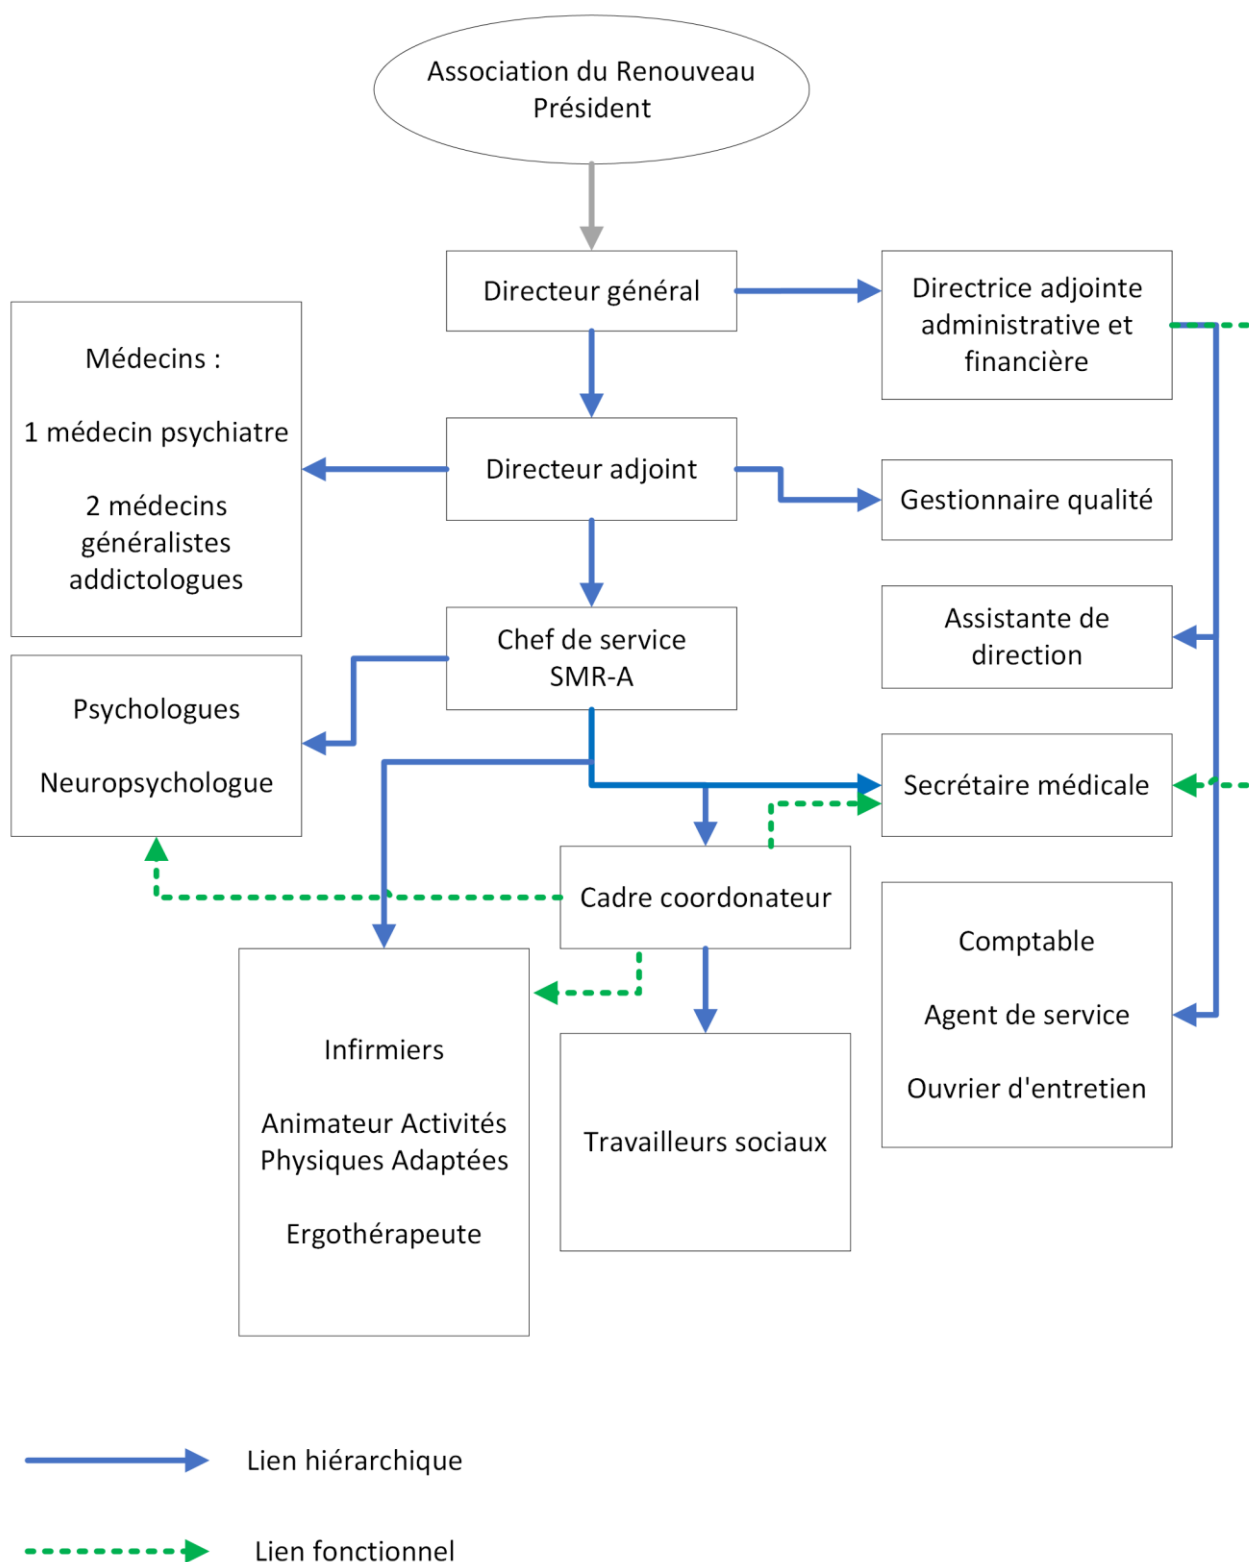 Association du Renouveau
Président
Directeur général
Directrice adjointe
administrative et
financière
Médecins :
1 médecin psychiatre
2 médecins
généralistes
addictologues
Directeur adjoint
Gestionnaire qualité
Assistante de
direction
Chef de service
SMR-A
Psychologues
Neuropsychologue
Secrétaire médicale
Cadre coordonateur
Comptable
Agent de service
Ouvrier d'entretien
Infirmiers
Animateur Activités
Physiques Adaptées
Ergothérapeute
Travailleurs sociaux
Lien hiérarchique
Lien fonctionnel